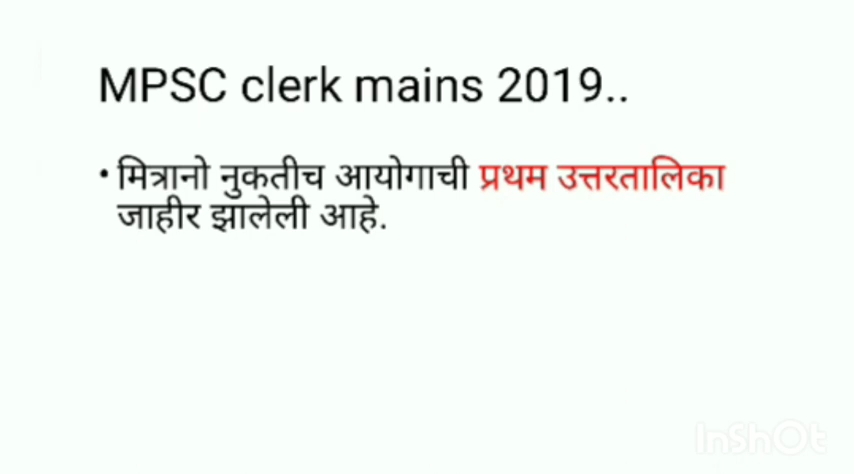 MPSC clerk mains 2019..
• मित्रानो नुकतीच आयोगाची प्रथम उत्तरतालिका
जाहीर झालेली आहे.
InShOt